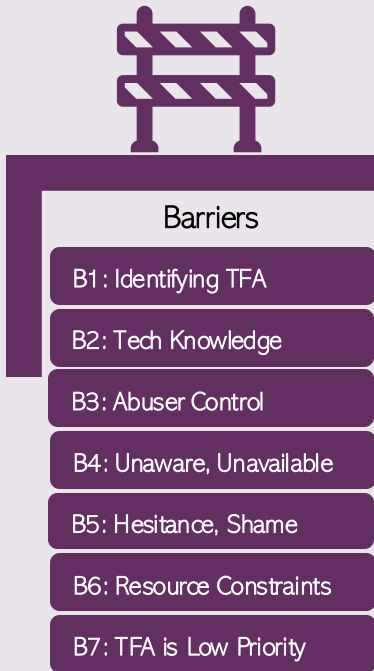 Barriers
B1: Identifying TFA
B2: Tech Knowledge
B3: Abuser Control
B4: Unaware, Unavailable
B5: Hesitance, Shame
B6: Resource Constraints
B7: TFA is Low Priority